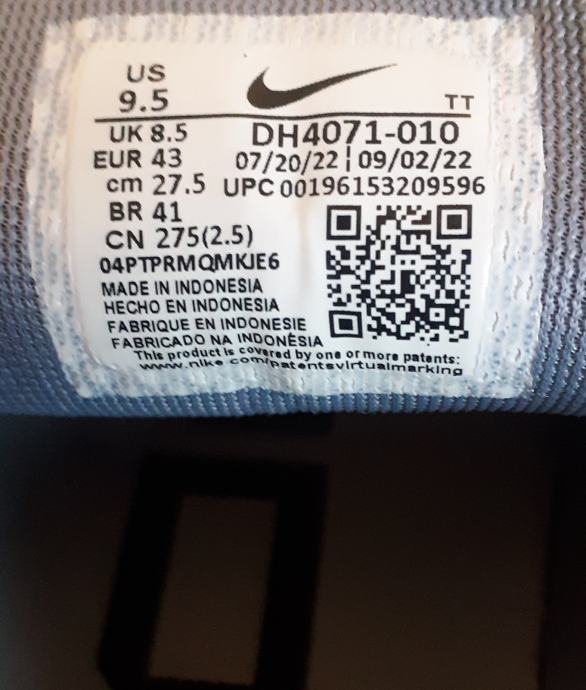 US
9.5
TT
UK 8.5 DH4071-010
EUR 43 07/20/22 | 09/02/22
cm 27.5 UPC 00196153209596
BR 41
CN 275(2.5)
04PTPRMQMKJE6
MADE IN INDONESIA
HECHO EN INDONESIA
FABRIQUE EN INDONESIE
FABRICADO NA INDONÉSIA
This product is covered by one or more patents:
www.nike.com/patentsvirtualmarking